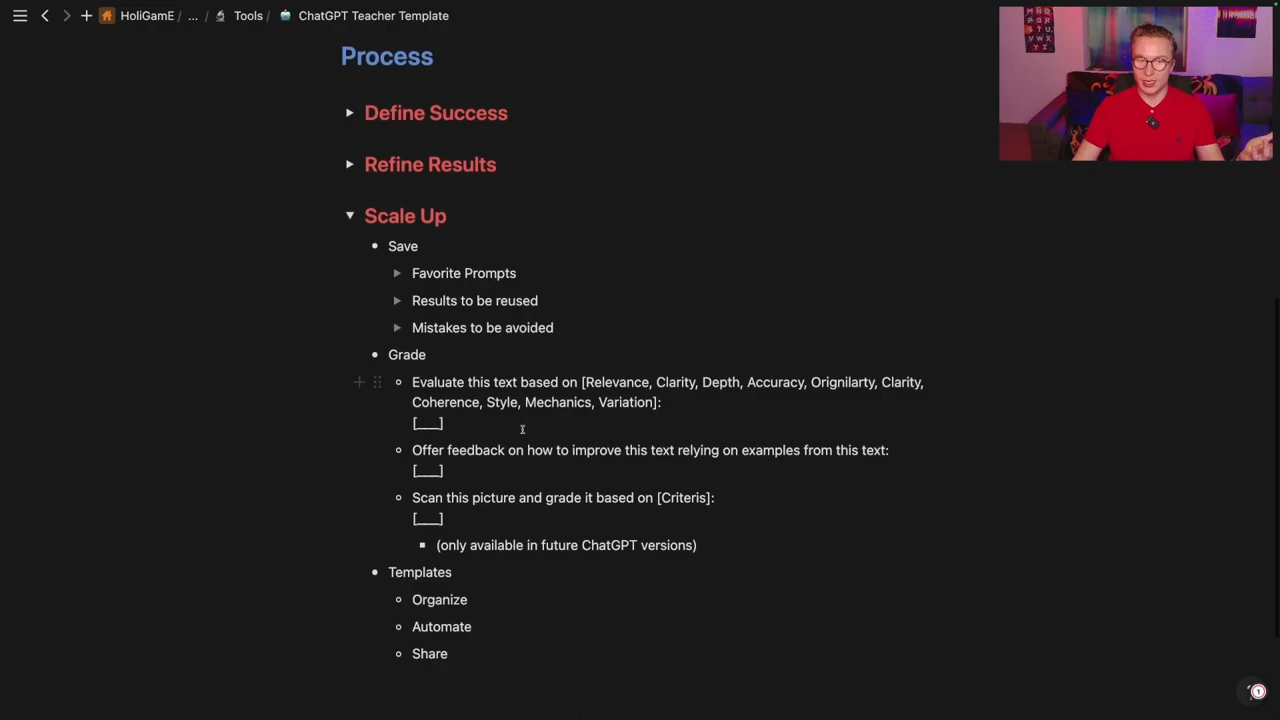 HoliGamE / ... / Tools / ChatGPT Teacher Template
Process
Define Success
Refine Results
Scale Up
Save
Favorite Prompts
Results to be reused
Mistakes to be avoided
Grade
Evaluate this text based on [Relevance, Clarity, Depth, Accuracy, Orignilarty, Clarity,
Coherence, Style, Mechanics, Variation]:
[___]
Offer feedback on how to improve this text relying on examples from this text:
[___]
Scan this picture and grade it based on [Criteris]:
[___]
(only available in future ChatGPT versions)
Templates
Organize
Automate
Share
1